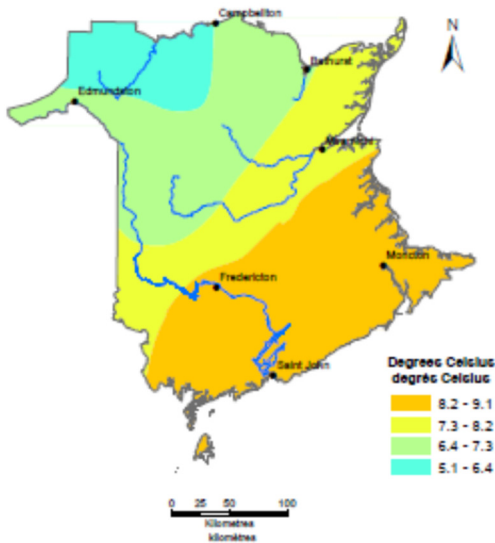 Campbellton
N
Bathurst
Edmundston
Miramichi
Moncton
Fredericton
Saint John
Degrees Celsius
degrés Celsius
8.2 - 9.1
7.3 - 8.2
6.4 - 7.3
5.1 - 6.4
0 25 50 100
Kilometres
kilomètres